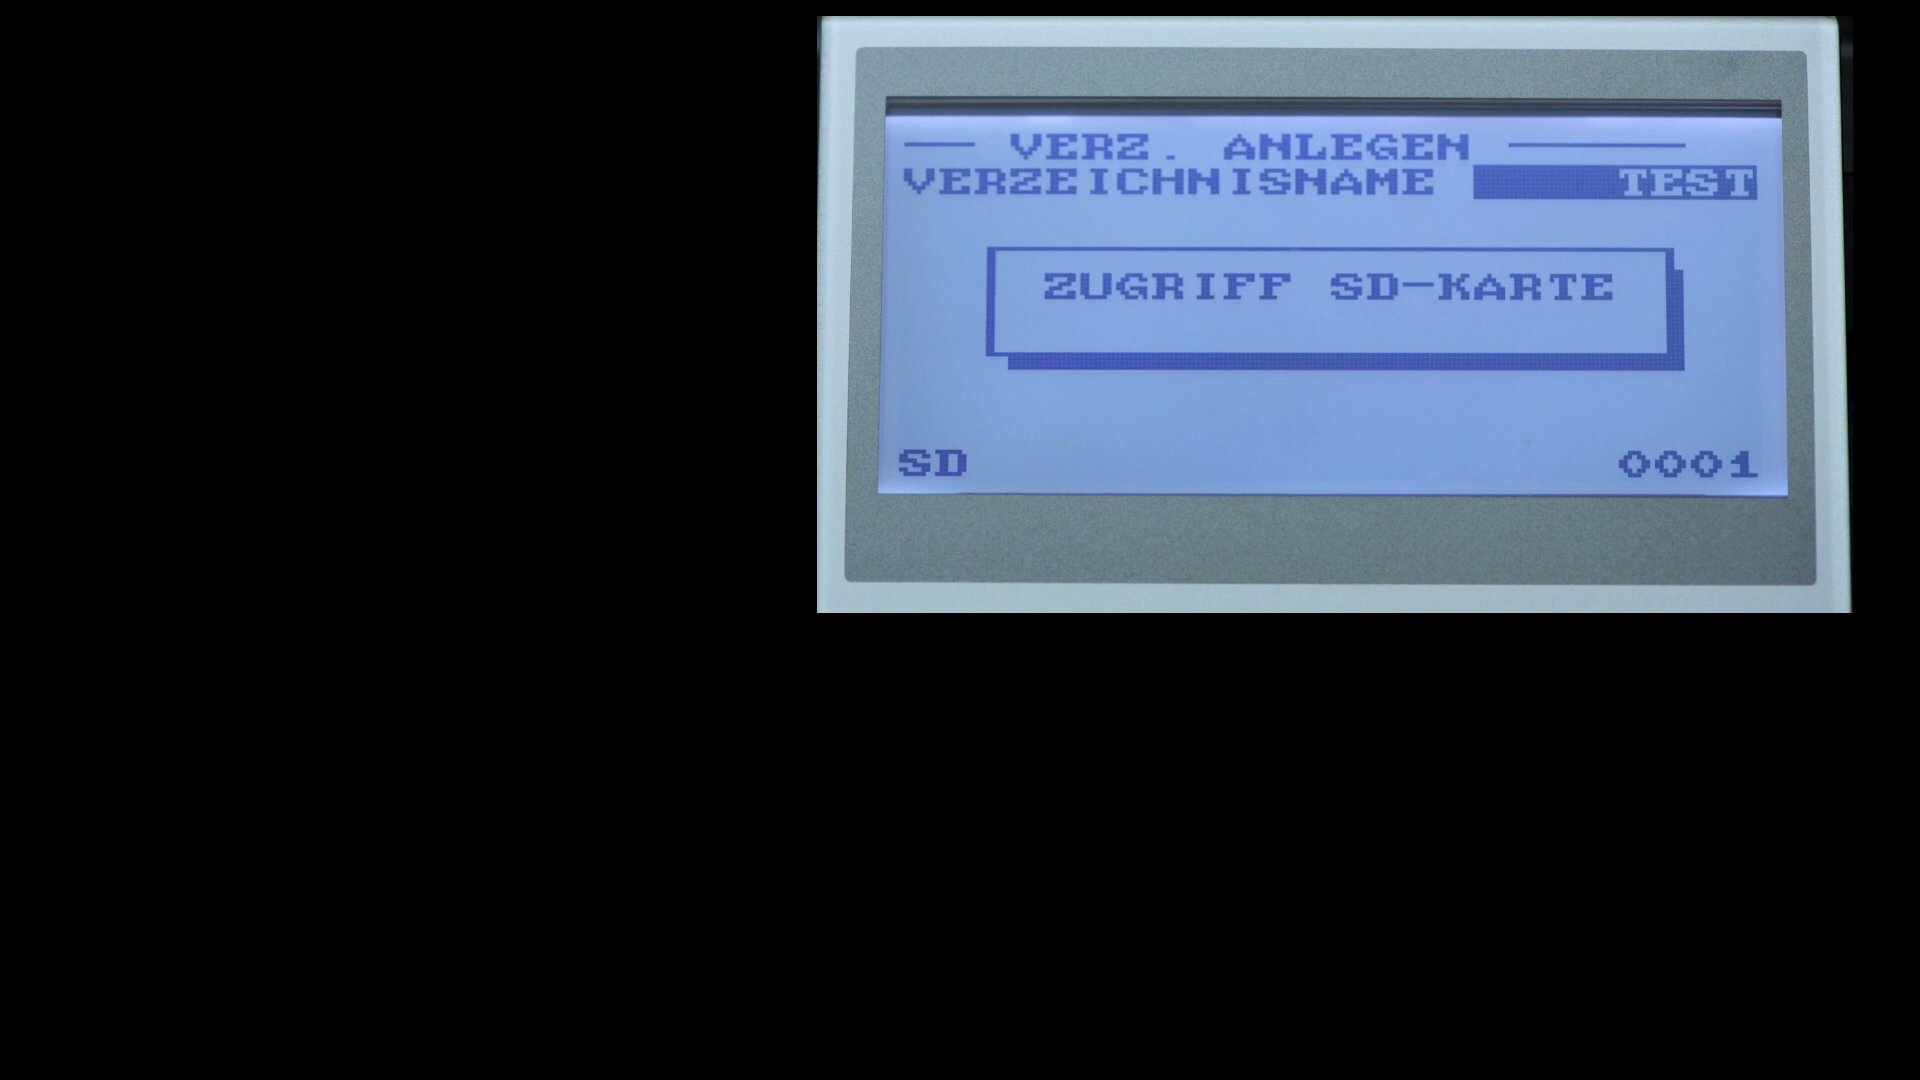 VERZ. ANLEGEN
VERZEICHNISNAME TEST
ZUGRIFF SD-KARTE
SD 0001